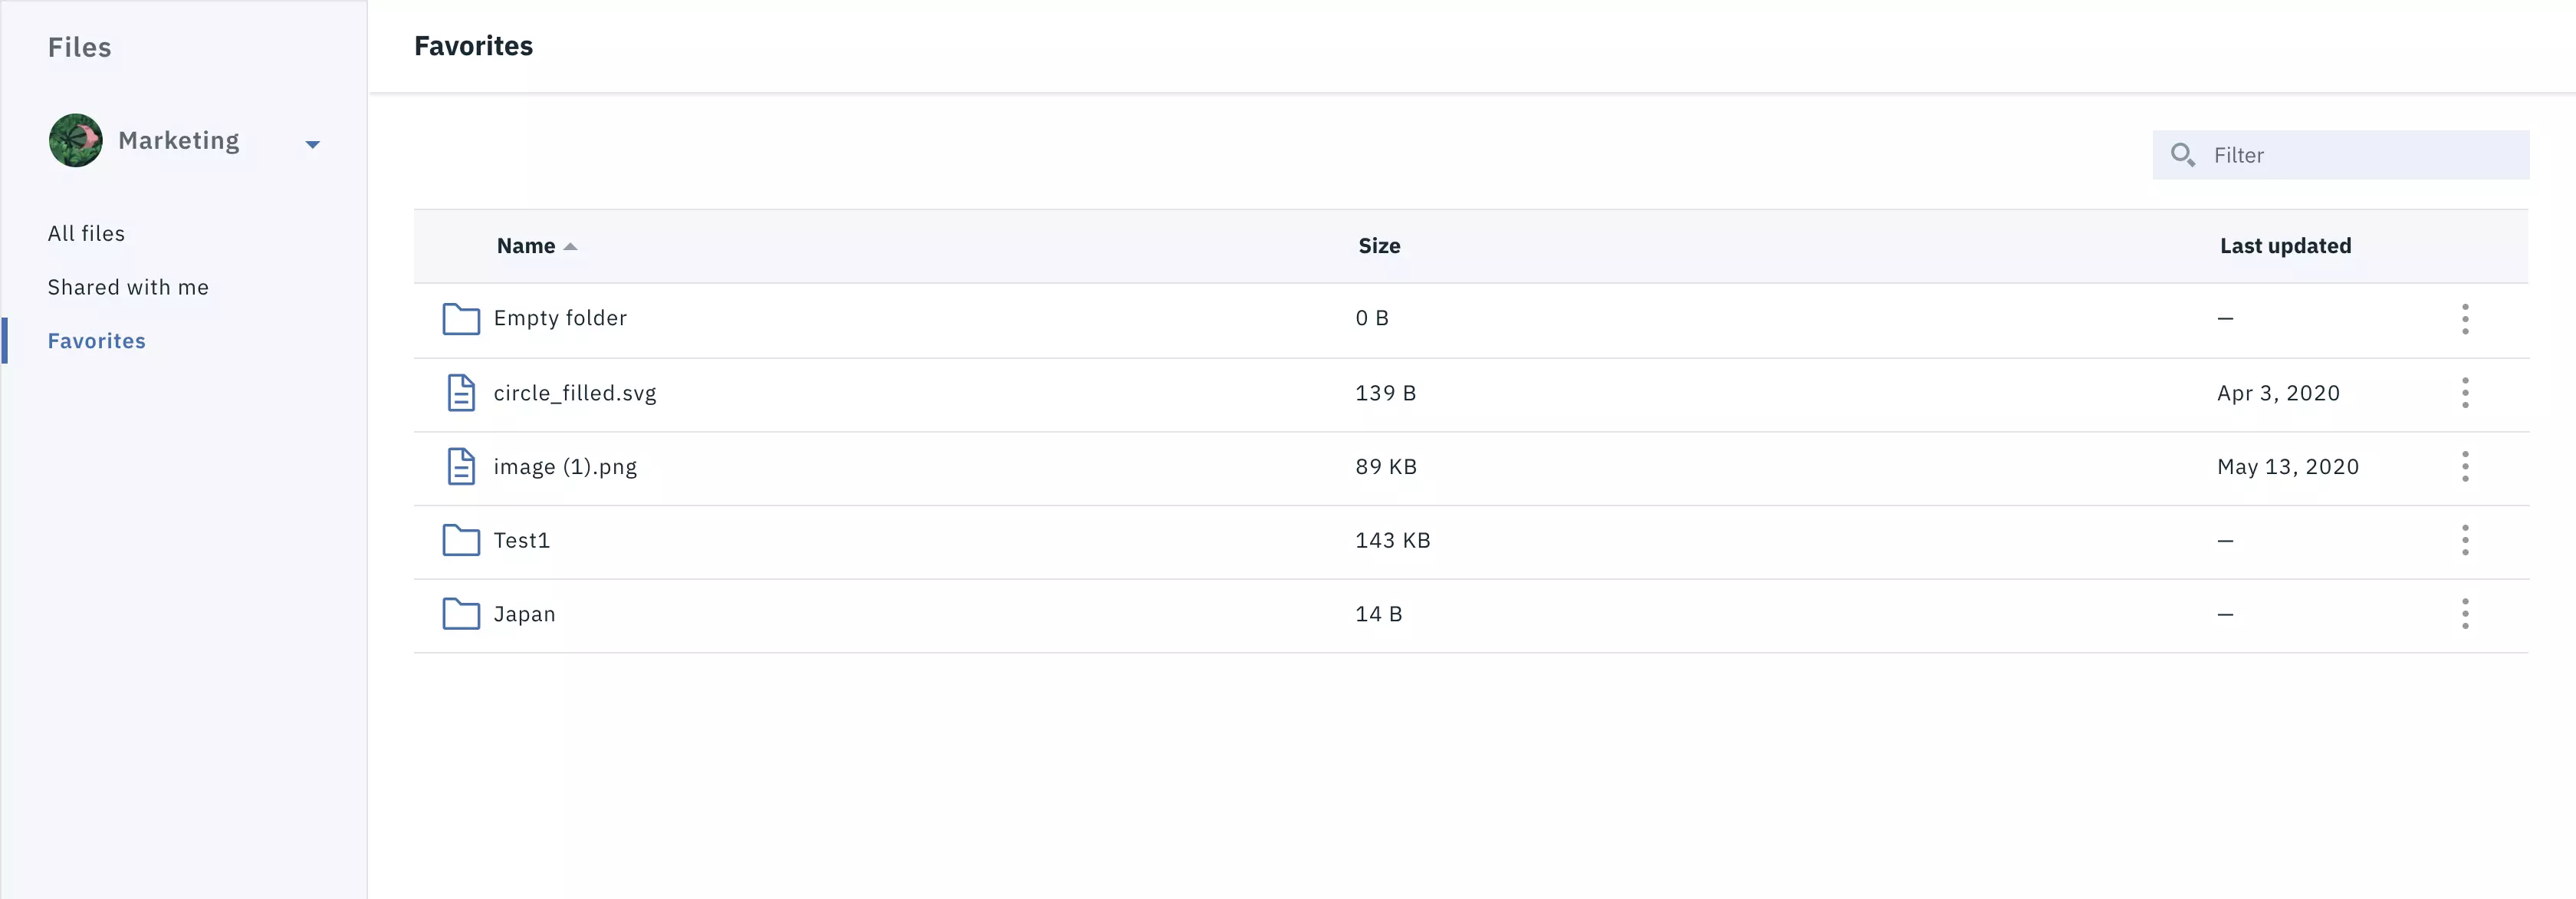 Files
Marketing
All files
Shared with me
Favorites
Favorites
Filter
Name Size Last updated
Empty folder 0 B —
circle_filled.svg 139 B Apr 3, 2020
image (1).png 89 KB May 13, 2020
Test1 143 KB —
Japan 14 B —